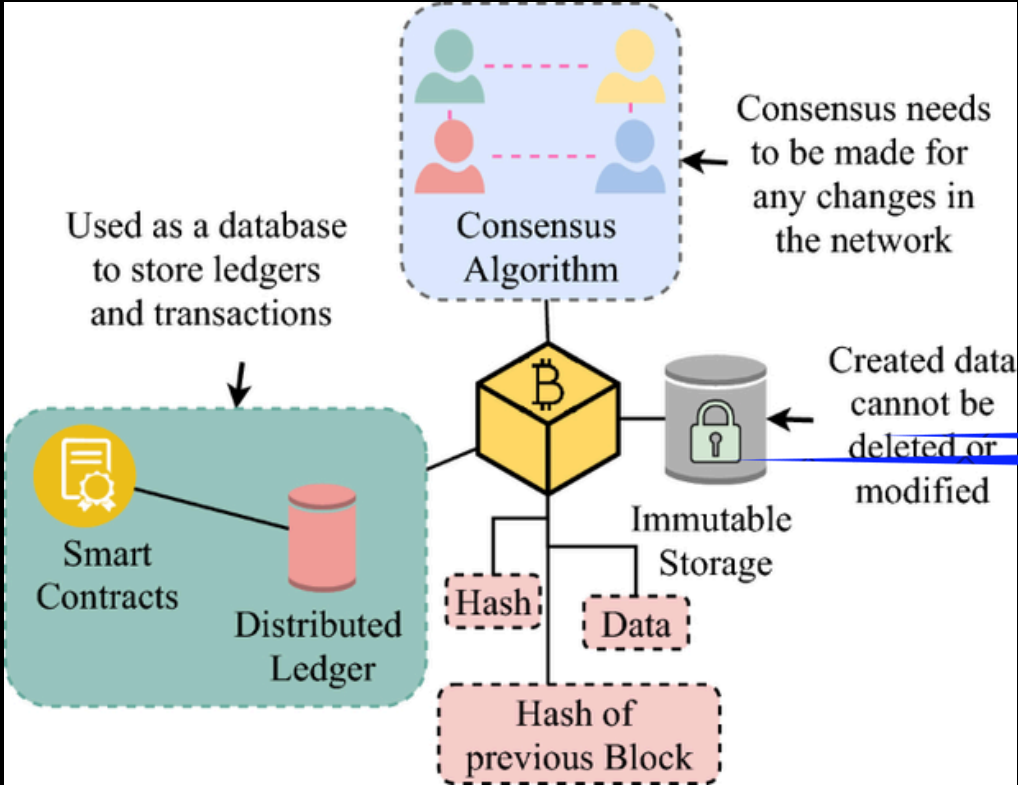 Consensus needs
to be made for
any changes in
the network
Consensus
Algorithm
Used as a database
to store ledgers
and transactions
Created data
cannot be
deleted or
modified
Immutable
Storage
Smart
Contracts
Distributed
Ledger
Hash
Data
Hash of
previous Block